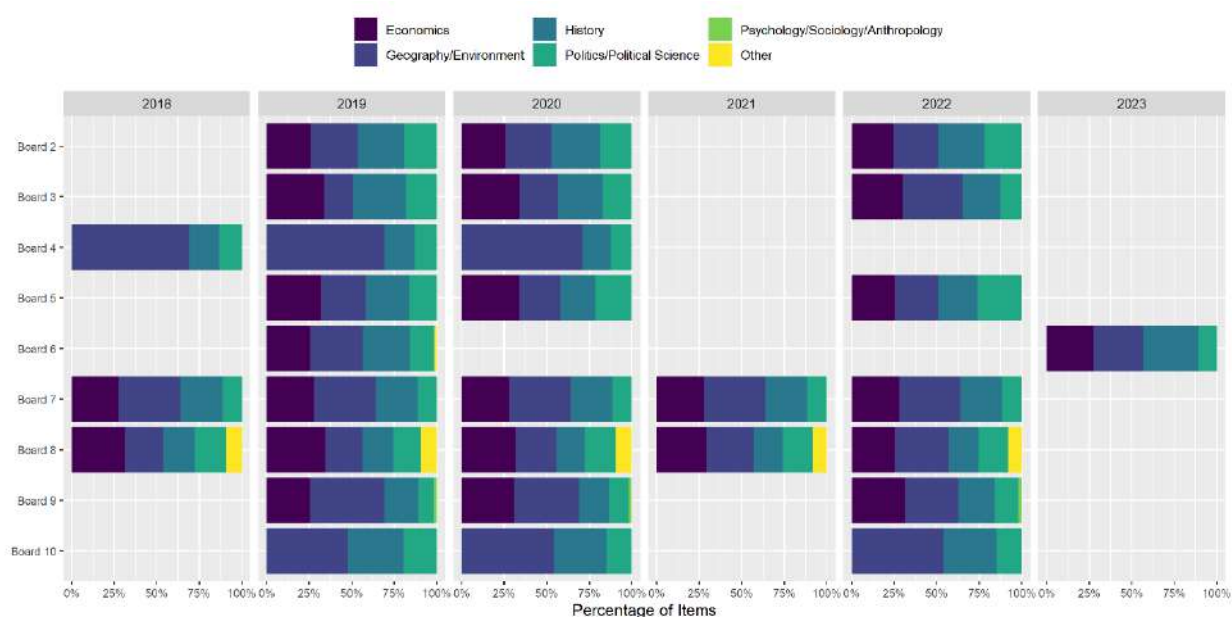 Economics History Psychology/Sociology/Anthropology
Geography/Environment Politics/Political Science Other
2018 2019 2020 2021 2022 2023
Board 2
Board 3
Board 4
Board 5
Board 6
Board 7
Board 8
Board 9
Board 10
0% 25% 50% 75% 100% 0% 25% 50% 75% 100% 0% 25% 50% 75% 100% 0% 25% 50% 75% 100% 0% 25% 50% 75% 100% 0% 25% 50% 75% 100%
Percentage of Items